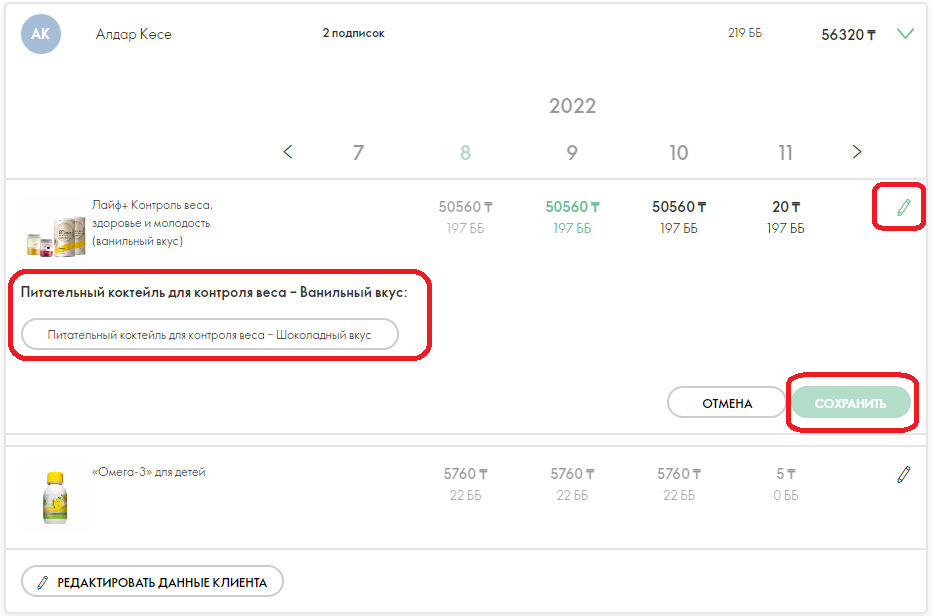 АК
Алдар Кесе
2 подписок
219 ББ
56320 ₸
2022
7
8
9
10
11
Лайф+ Контроль веса,
здоровье и молодость
(ванильный вкус)
50560 ₸
50560 ₸
50560 ₸
20 ₸
197 ББ
197 ББ
197 ББ
197 ББ
Питательный коктейль для контроля веса – Ванильный вкус:
Питательный коктейль для контроля веса – Шоколадный вкус
ОТМЕНА
СОХРАНИТЬ
«Омега-3» для детей
5760 ₸
5760 ₸
5760 ₸
5 ₸
22 ББ
22 ББ
22 ББ
0 ББ
РЕДАКТИРОВАТЬ ДАННЫЕ КЛИЕНТА